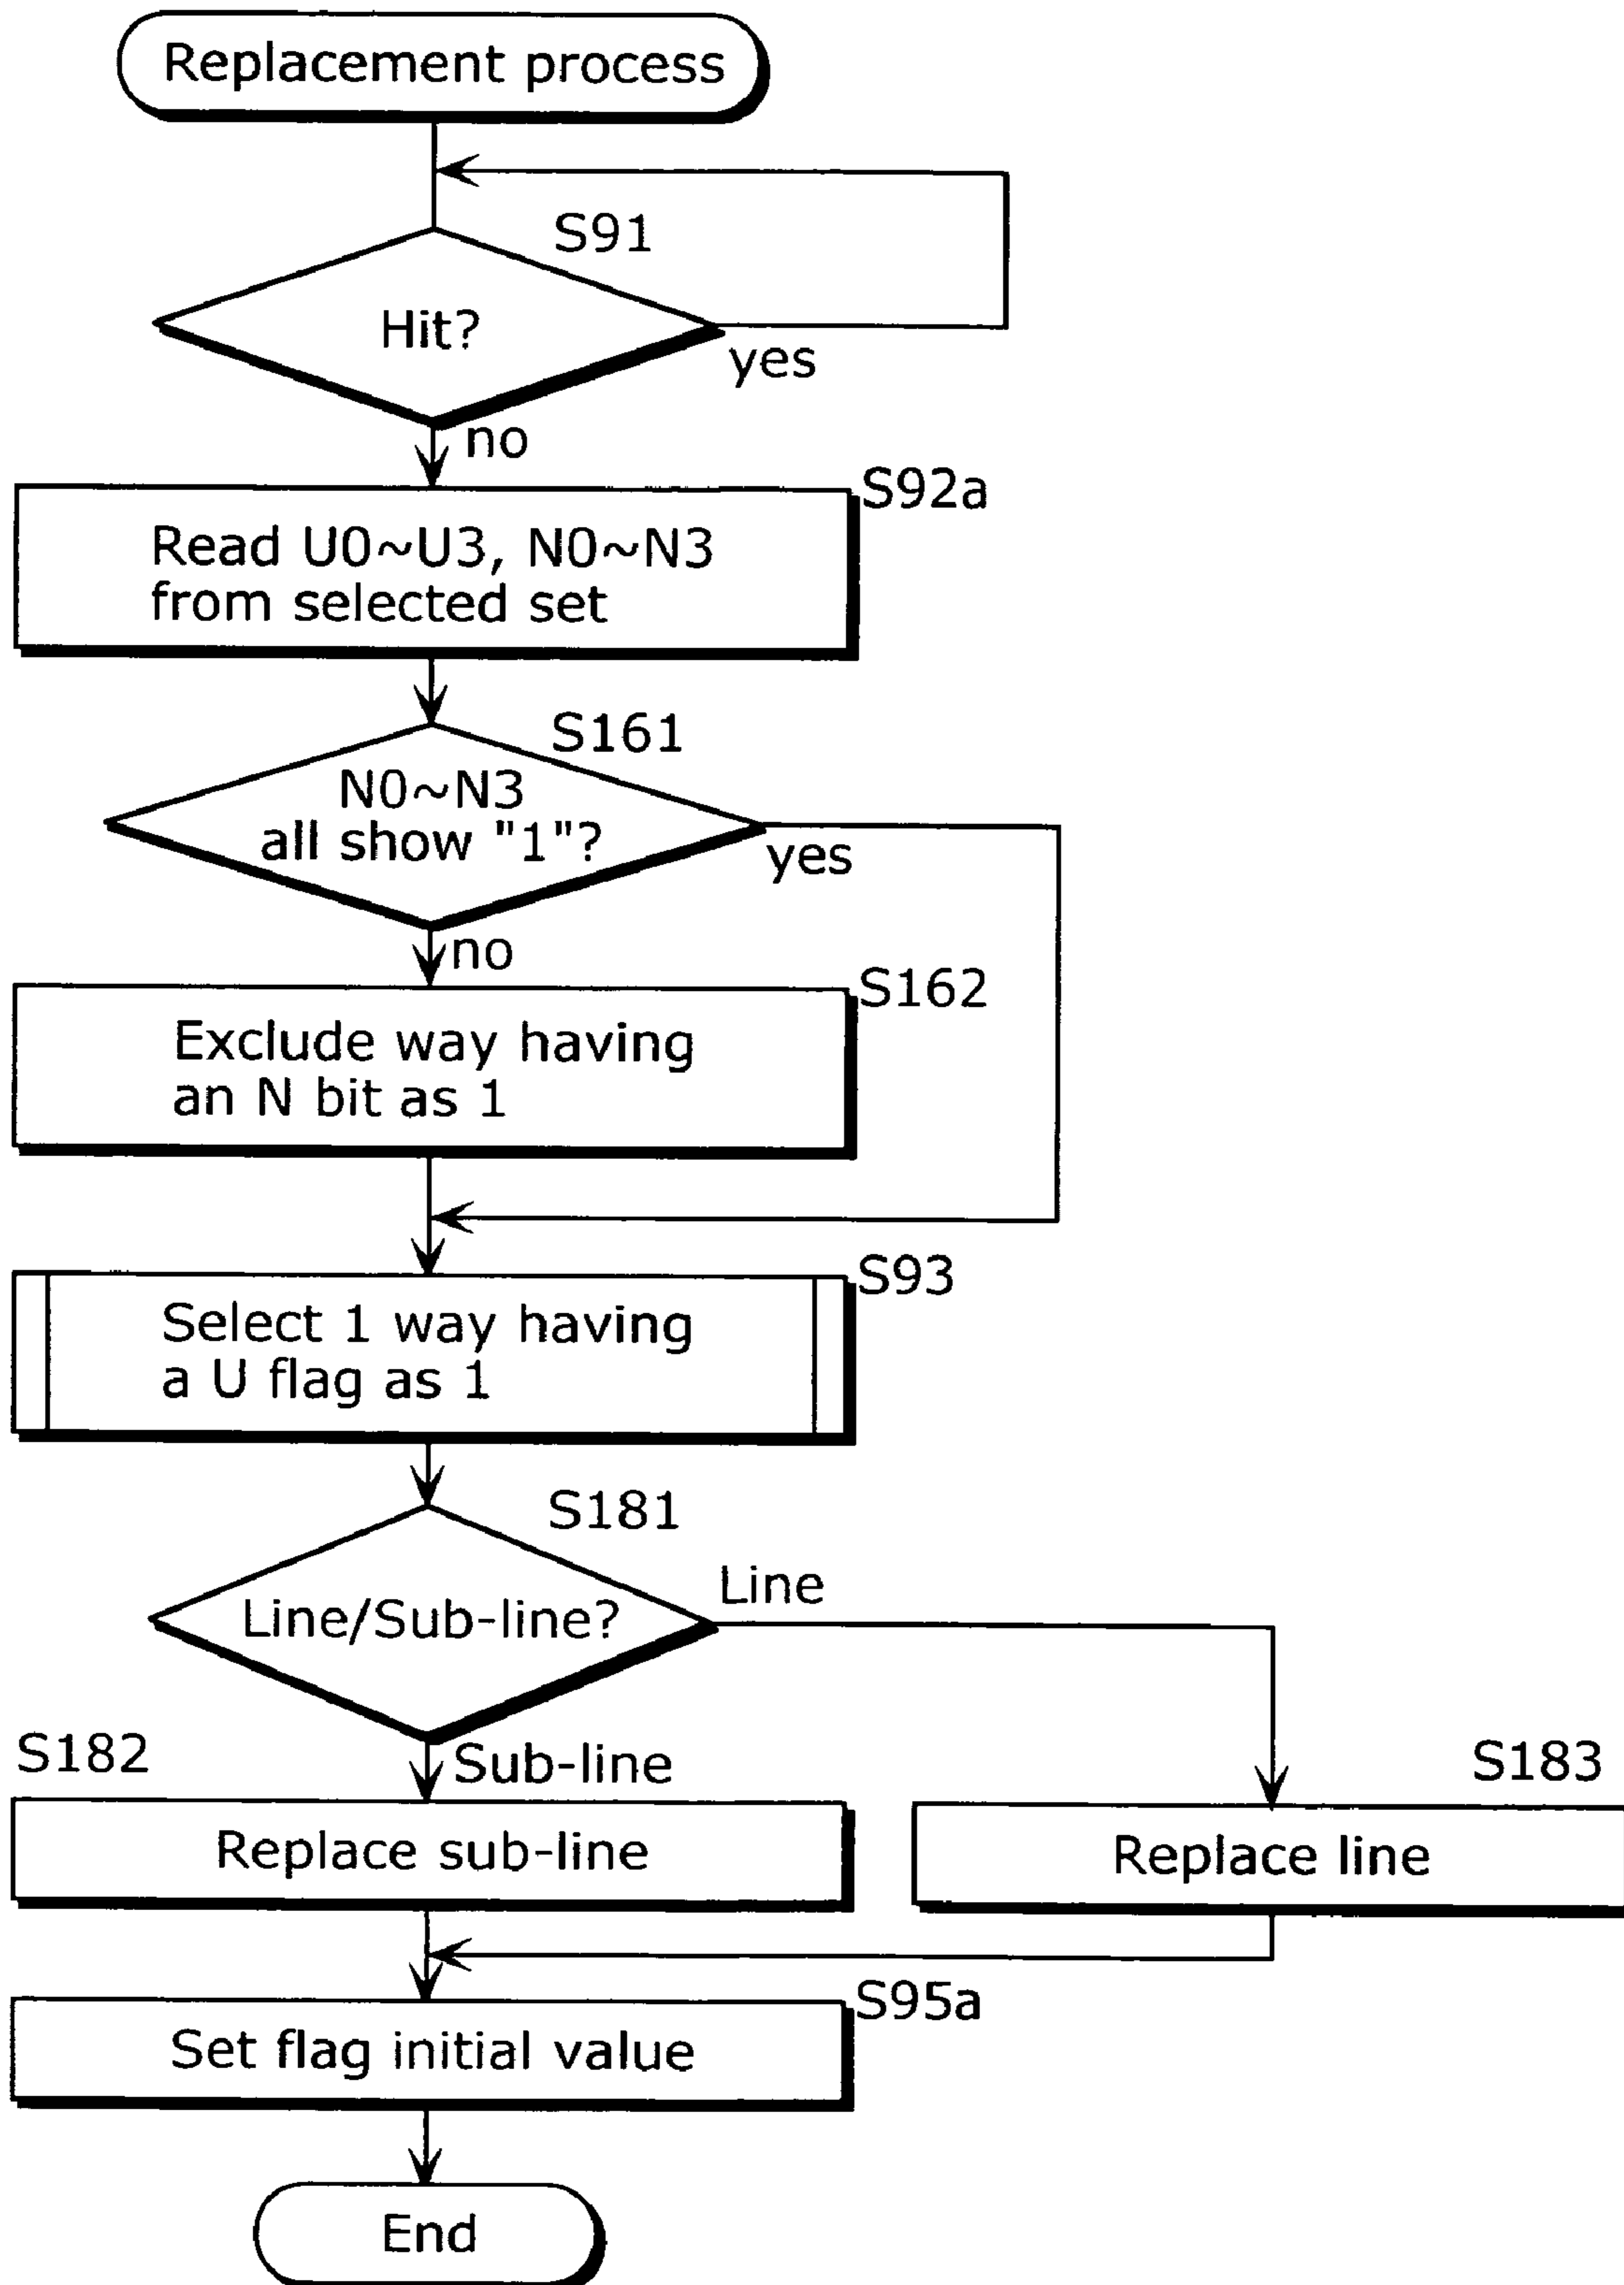 Replacement process
S91
Hit?
yes
no
S92a
Read U0~U3, N0~N3
from selected set
S161
N0~N3
all show "1"?
yes
no
S162
Exclude way having
an N bit as 1
S93
Select 1 way having
a U flag as 1
S181
Line/Sub-line?
Line
Sub-line
S182
S183
Replace sub-line
Replace line
S95a
Set flag initial value
End